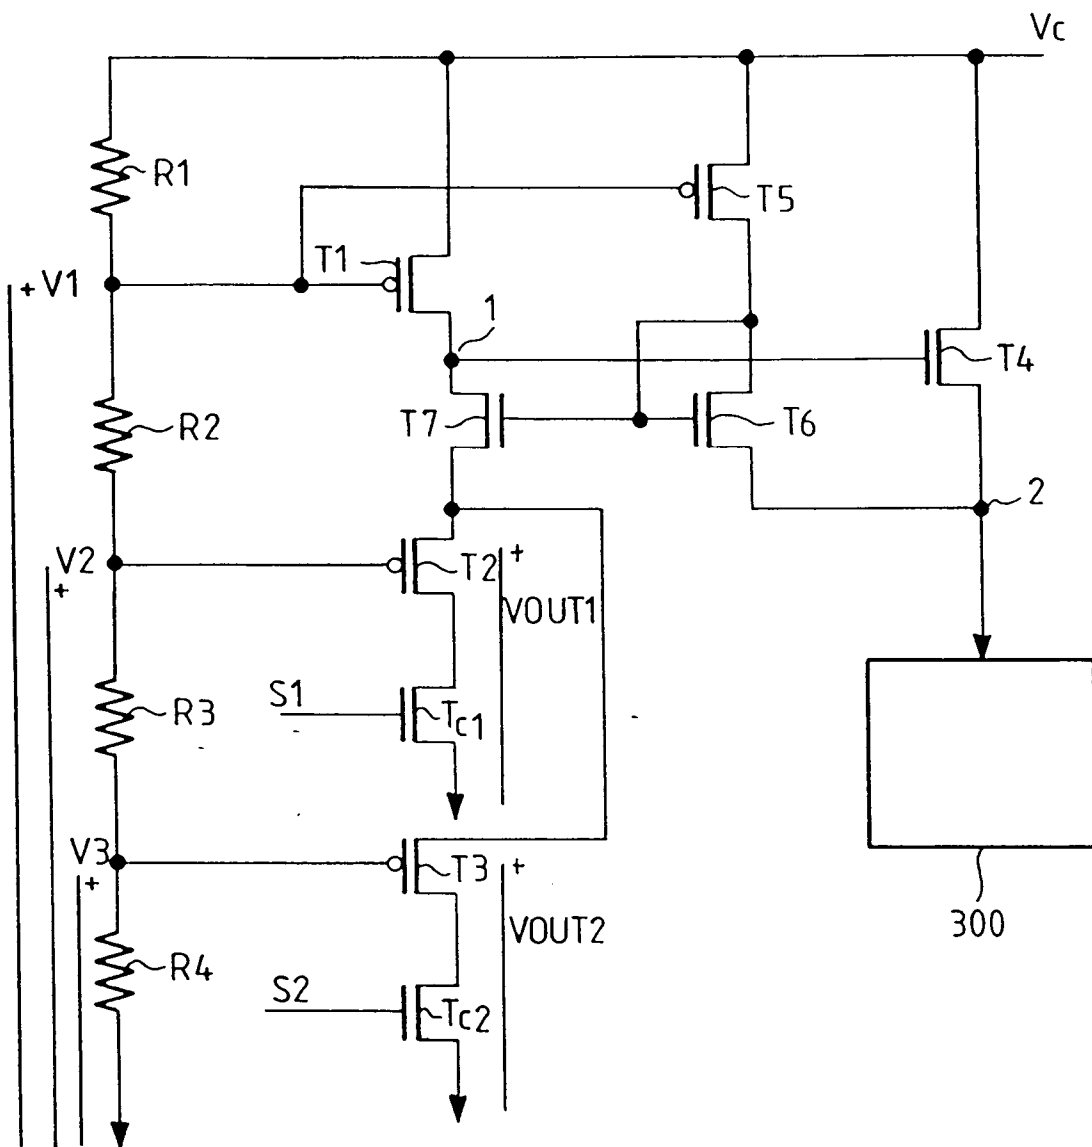 Vc
R1
T5
T1
+ V1
1
T4
R2
T7
T6
2
V2
+
T2
+
VOUT1
R3
S1
Tc1
V3
+
T3
+
VOUT2
300
R4
S2
Tc2